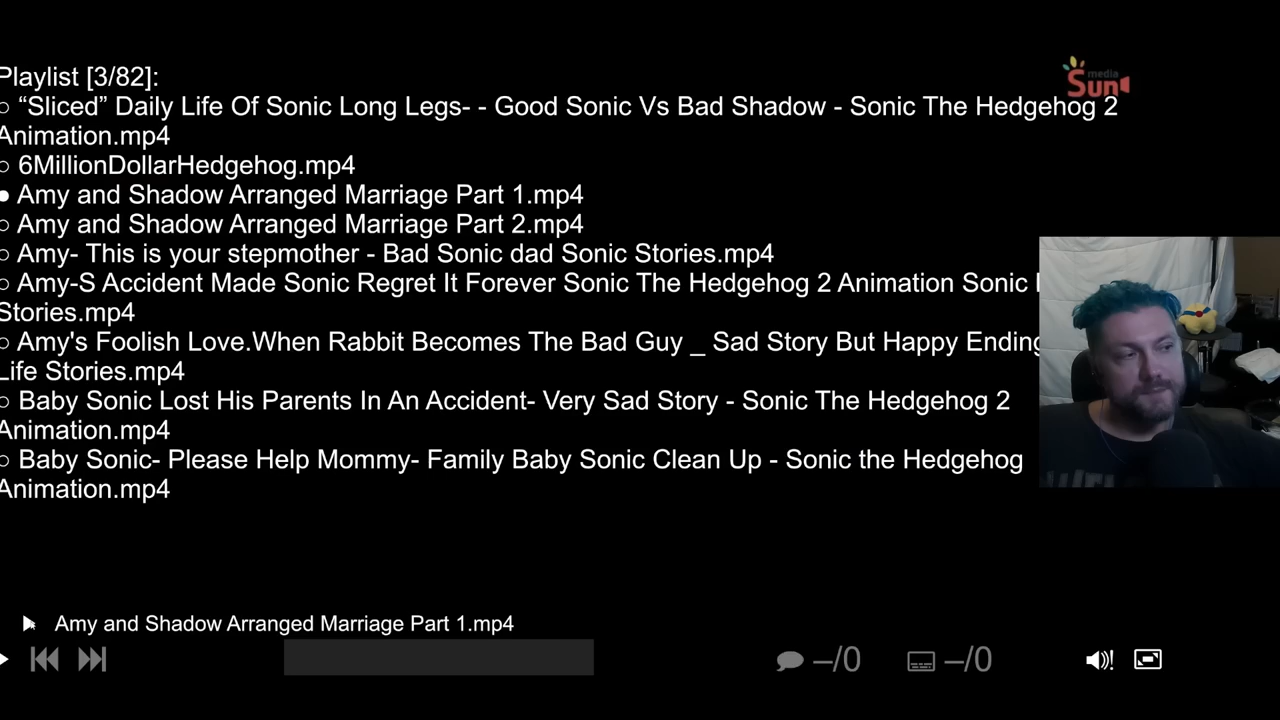 Playlist [3/82]:
media
Sun
○ “Sliced” Daily Life Of Sonic Long Legs- - Good Sonic Vs Bad Shadow - Sonic The Hedgehog 2
Animation.mp4
○ 6MillionDollarHedgehog.mp4
● Amy and Shadow Arranged Marriage Part 1.mp4
○ Amy and Shadow Arranged Marriage Part 2.mp4
○ Amy- This is your stepmother - Bad Sonic dad Sonic Stories.mp4
○ Amy-S Accident Made Sonic Regret It Forever Sonic The Hedgehog 2 Animation Sonic
Stories.mp4
○ Amy's Foolish Love.When Rabbit Becomes The Bad Guy _ Sad Story But Happy Ending
Life Stories.mp4
○ Baby Sonic Lost His Parents In An Accident- Very Sad Story - Sonic The Hedgehog 2
Animation.mp4
○ Baby Sonic- Please Help Mommy- Family Baby Sonic Clean Up - Sonic the Hedgehog
Animation.mp4
Amy and Shadow Arranged Marriage Part 1.mp4
–/0 –/0